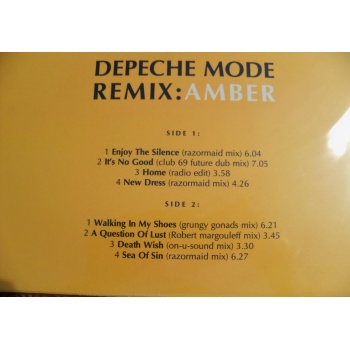 DEPECHE MODE
REMIX:AMBER
SIDE 1:
1 Enjoy The Silence (razormaid mix) 6.04
2 It's No Good (club 69 future dub mix) 7.05
3 Home (radio edit) 3.58
4 New Dress (razormaid mix) 4.26
SIDE 2:
1 Walking In My Shoes (grungy gonads mix) 6.21
2 A Question Of Lust (Robert margouleff mix) 3.45
3 Death Wish (on-u-sound mix) 3.30
4 Sea Of Sin (razormaid mix) 6.27